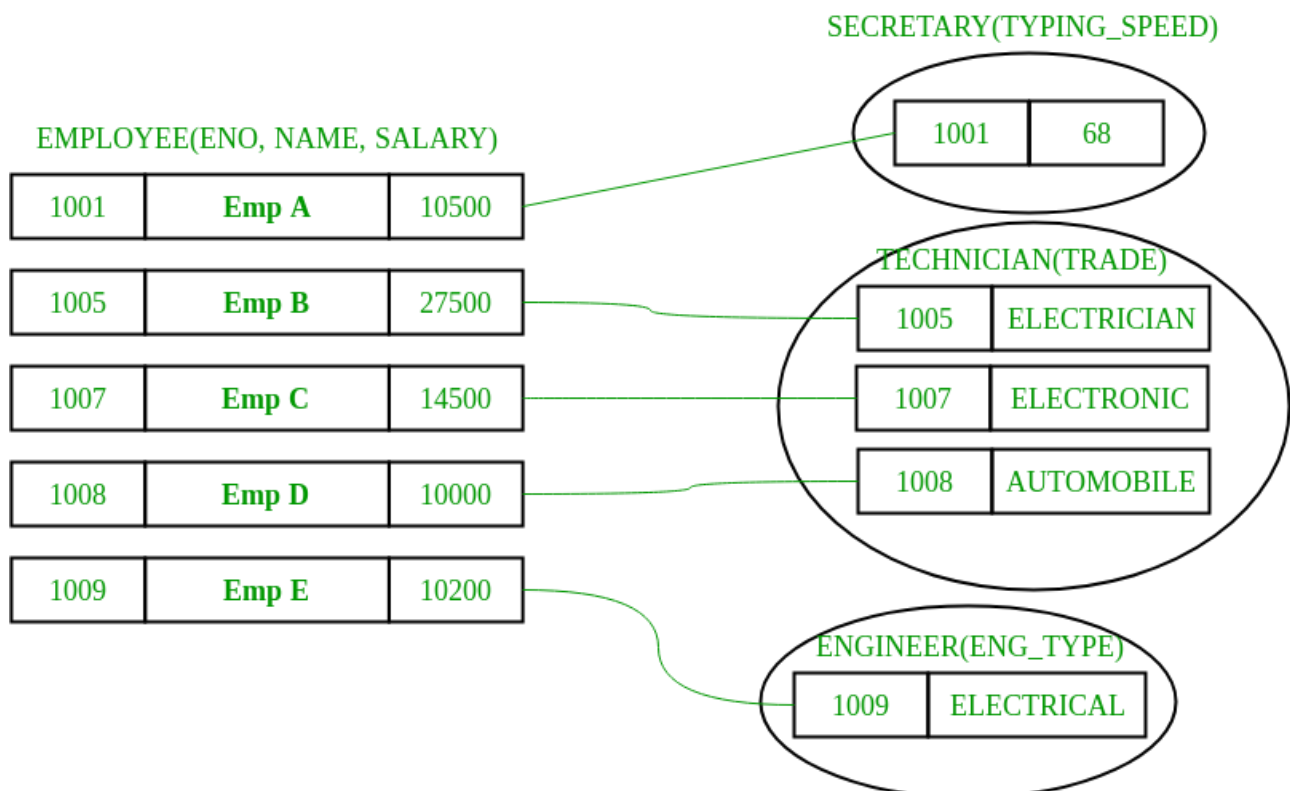 SECRETARY(TYPING_SPEED)
1001 68
EMPLOYEE(ENO, NAME, SALARY)
1001 Emp A 10500
1005 Emp B 27500
1007 Emp C 14500
1008 Emp D 10000
1009 Emp E 10200
TECHNICIAN(TRADE)
1005 ELECTRICIAN
1007 ELECTRONIC
1008 AUTOMOBILE
ENGINEER(ENG_TYPE)
1009 ELECTRICAL